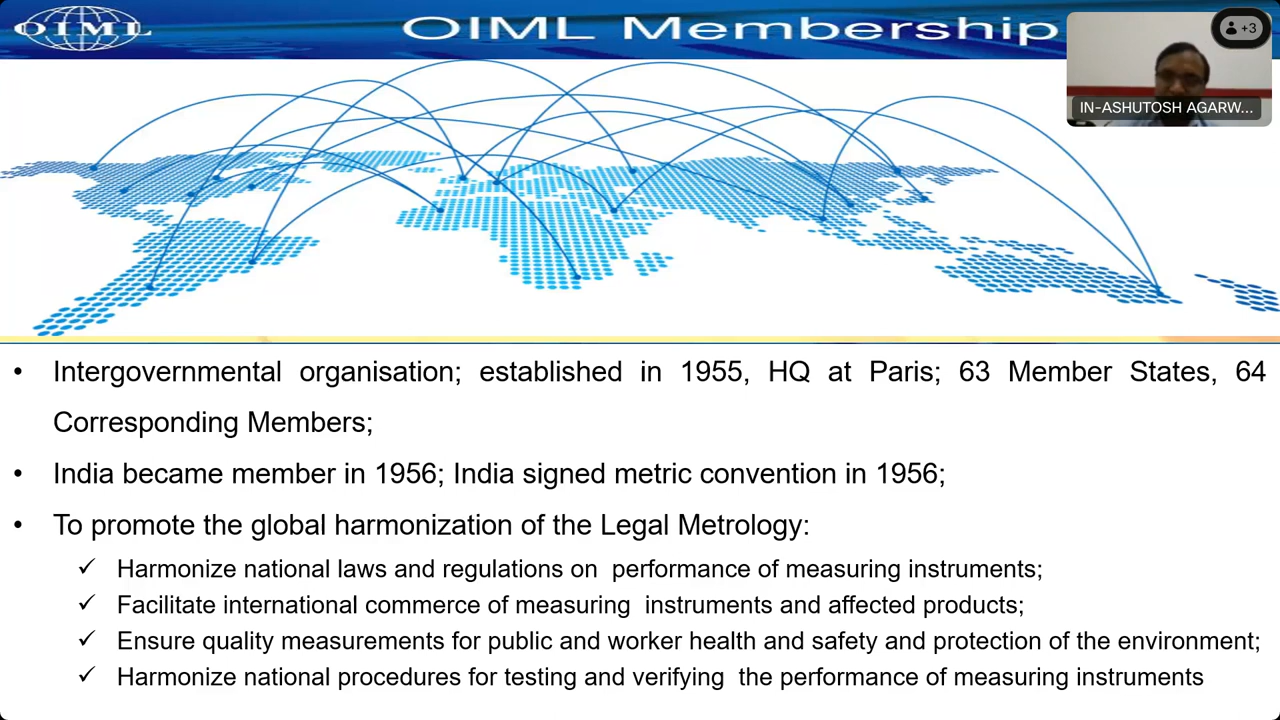 OIML
OIML Membership
+3
IN-ASHUTOSH AGARW...
• Intergovernmental organisation; established in 1955, HQ at Paris; 63 Member States, 64
Corresponding Members;
• India became member in 1956; India signed metric convention in 1956;
• To promote the global harmonization of the Legal Metrology:
✓ Harmonize national laws and regulations on performance of measuring instruments;
✓ Facilitate international commerce of measuring instruments and affected products;
✓ Ensure quality measurements for public and worker health and safety and protection of the environment;
✓ Harmonize national procedures for testing and verifying the performance of measuring instruments